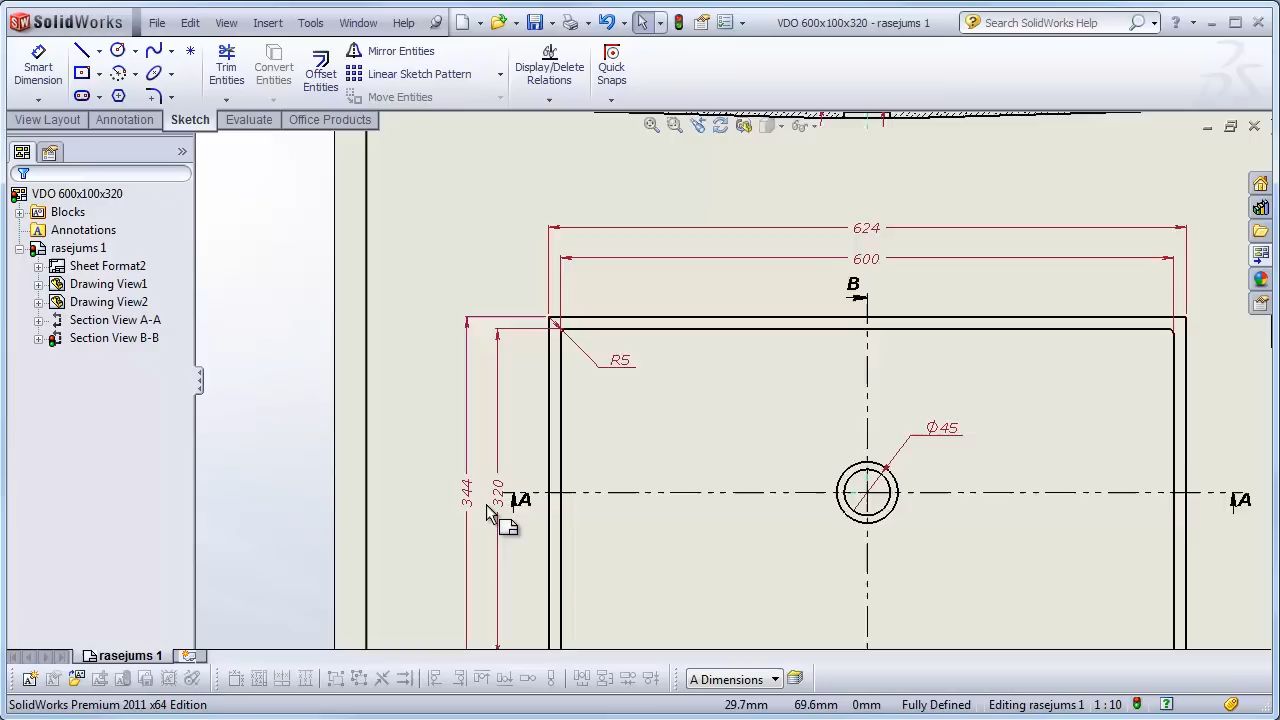 SolidWorks
File Edit View Insert Tools Window Help
VDO 600x100x320 - rasejums 1
Search SolidWorks Help
Smart Dimension
Trim Entities
Convert Entities
Offset Entities
Mirror Entities
Linear Sketch Pattern
Move Entities
Display/Delete Relations
Quick Snaps
View Layout Annotation Sketch Evaluate Office Products
VDO 600x100x320
Blocks
Annotations
rasejums 1
Sheet Format2
Drawing View1
Drawing View2
Section View A-A
Section View B-B
624
600
B
R5
Ø45
344
320
A
A
rasejums 1
A Dimensions
SolidWorks Premium 2011 x64 Edition
29.7mm 69.6mm 0mm Fully Defined Editing rasejums 1 1 : 10